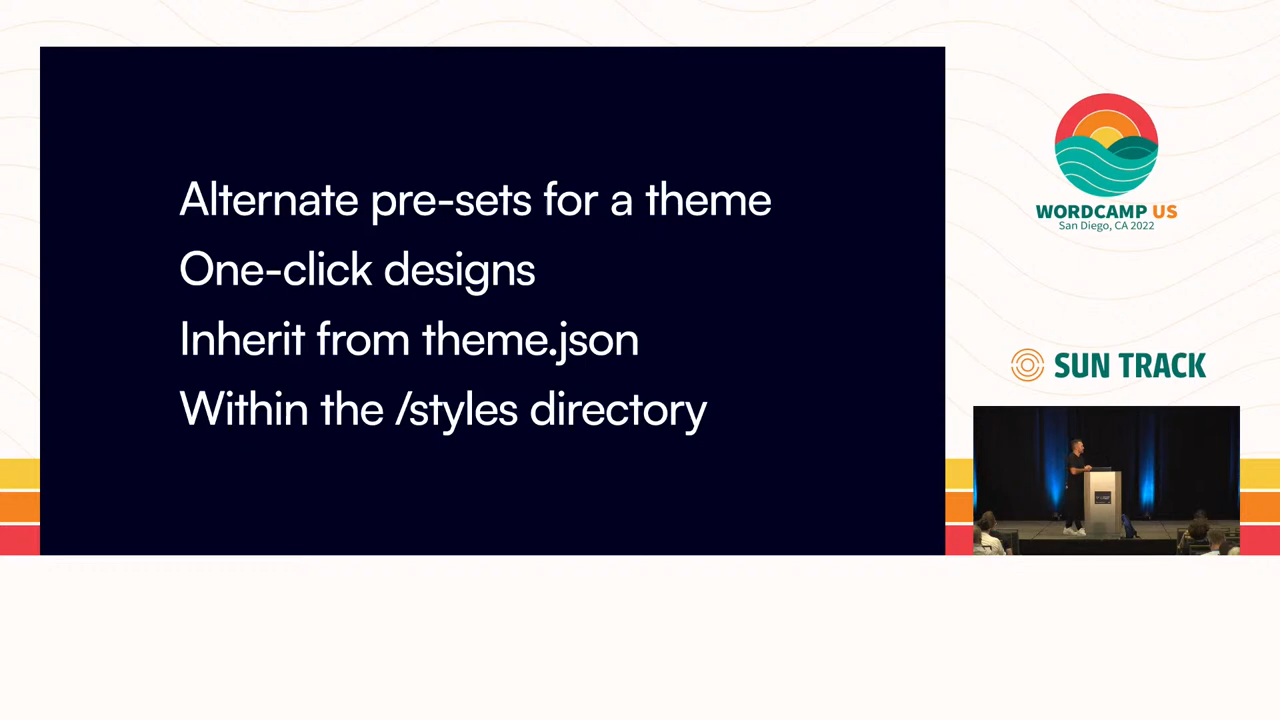 Alternate pre-sets for a theme
One-click designs
Inherit from theme.json
Within the /styles directory
WORDCAMP US
San Diego, CA 2022
SUN TRACK